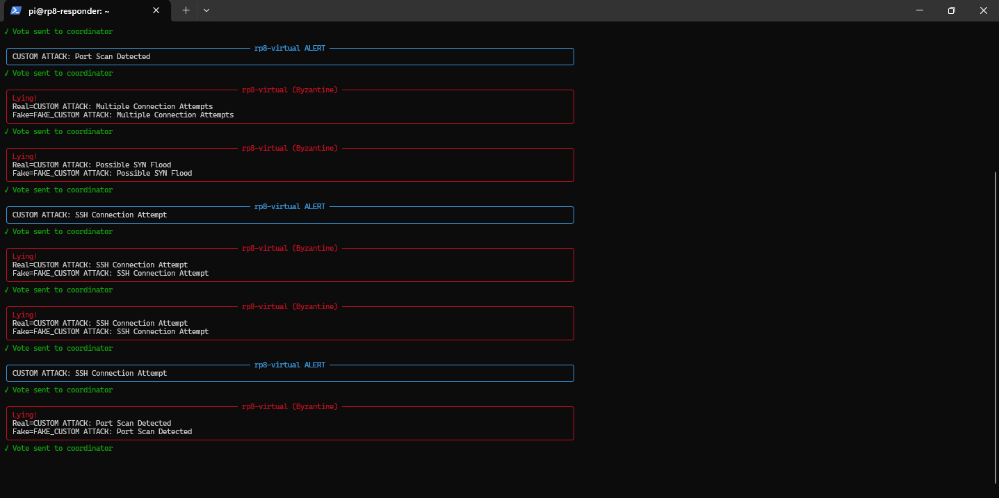 pi@rp8-responder: ~
✓ Vote sent to coordinator
rp8-virtual ALERT
CUSTOM ATTACK: Port Scan Detected
✓ Vote sent to coordinator
rp8-virtual (Byzantine)
Lying!
Real=CUSTOM ATTACK: Multiple Connection Attempts
Fake=FAKE_CUSTOM ATTACK: Multiple Connection Attempts
✓ Vote sent to coordinator
rp8-virtual (Byzantine)
Lying!
Real=CUSTOM ATTACK: Possible SYN Flood
Fake=FAKE_CUSTOM ATTACK: Possible SYN Flood
✓ Vote sent to coordinator
rp8-virtual ALERT
CUSTOM ATTACK: SSH Connection Attempt
✓ Vote sent to coordinator
rp8-virtual (Byzantine)
Lying!
Real=CUSTOM ATTACK: SSH Connection Attempt
Fake=FAKE_CUSTOM ATTACK: SSH Connection Attempt
✓ Vote sent to coordinator
rp8-virtual (Byzantine)
Lying!
Real=CUSTOM ATTACK: SSH Connection Attempt
Fake=FAKE_CUSTOM ATTACK: SSH Connection Attempt
✓ Vote sent to coordinator
rp8-virtual ALERT
CUSTOM ATTACK: SSH Connection Attempt
✓ Vote sent to coordinator
rp8-virtual (Byzantine)
Lying!
Real=CUSTOM ATTACK: Port Scan Detected
Fake=FAKE_CUSTOM ATTACK: Port Scan Detected
✓ Vote sent to coordinator